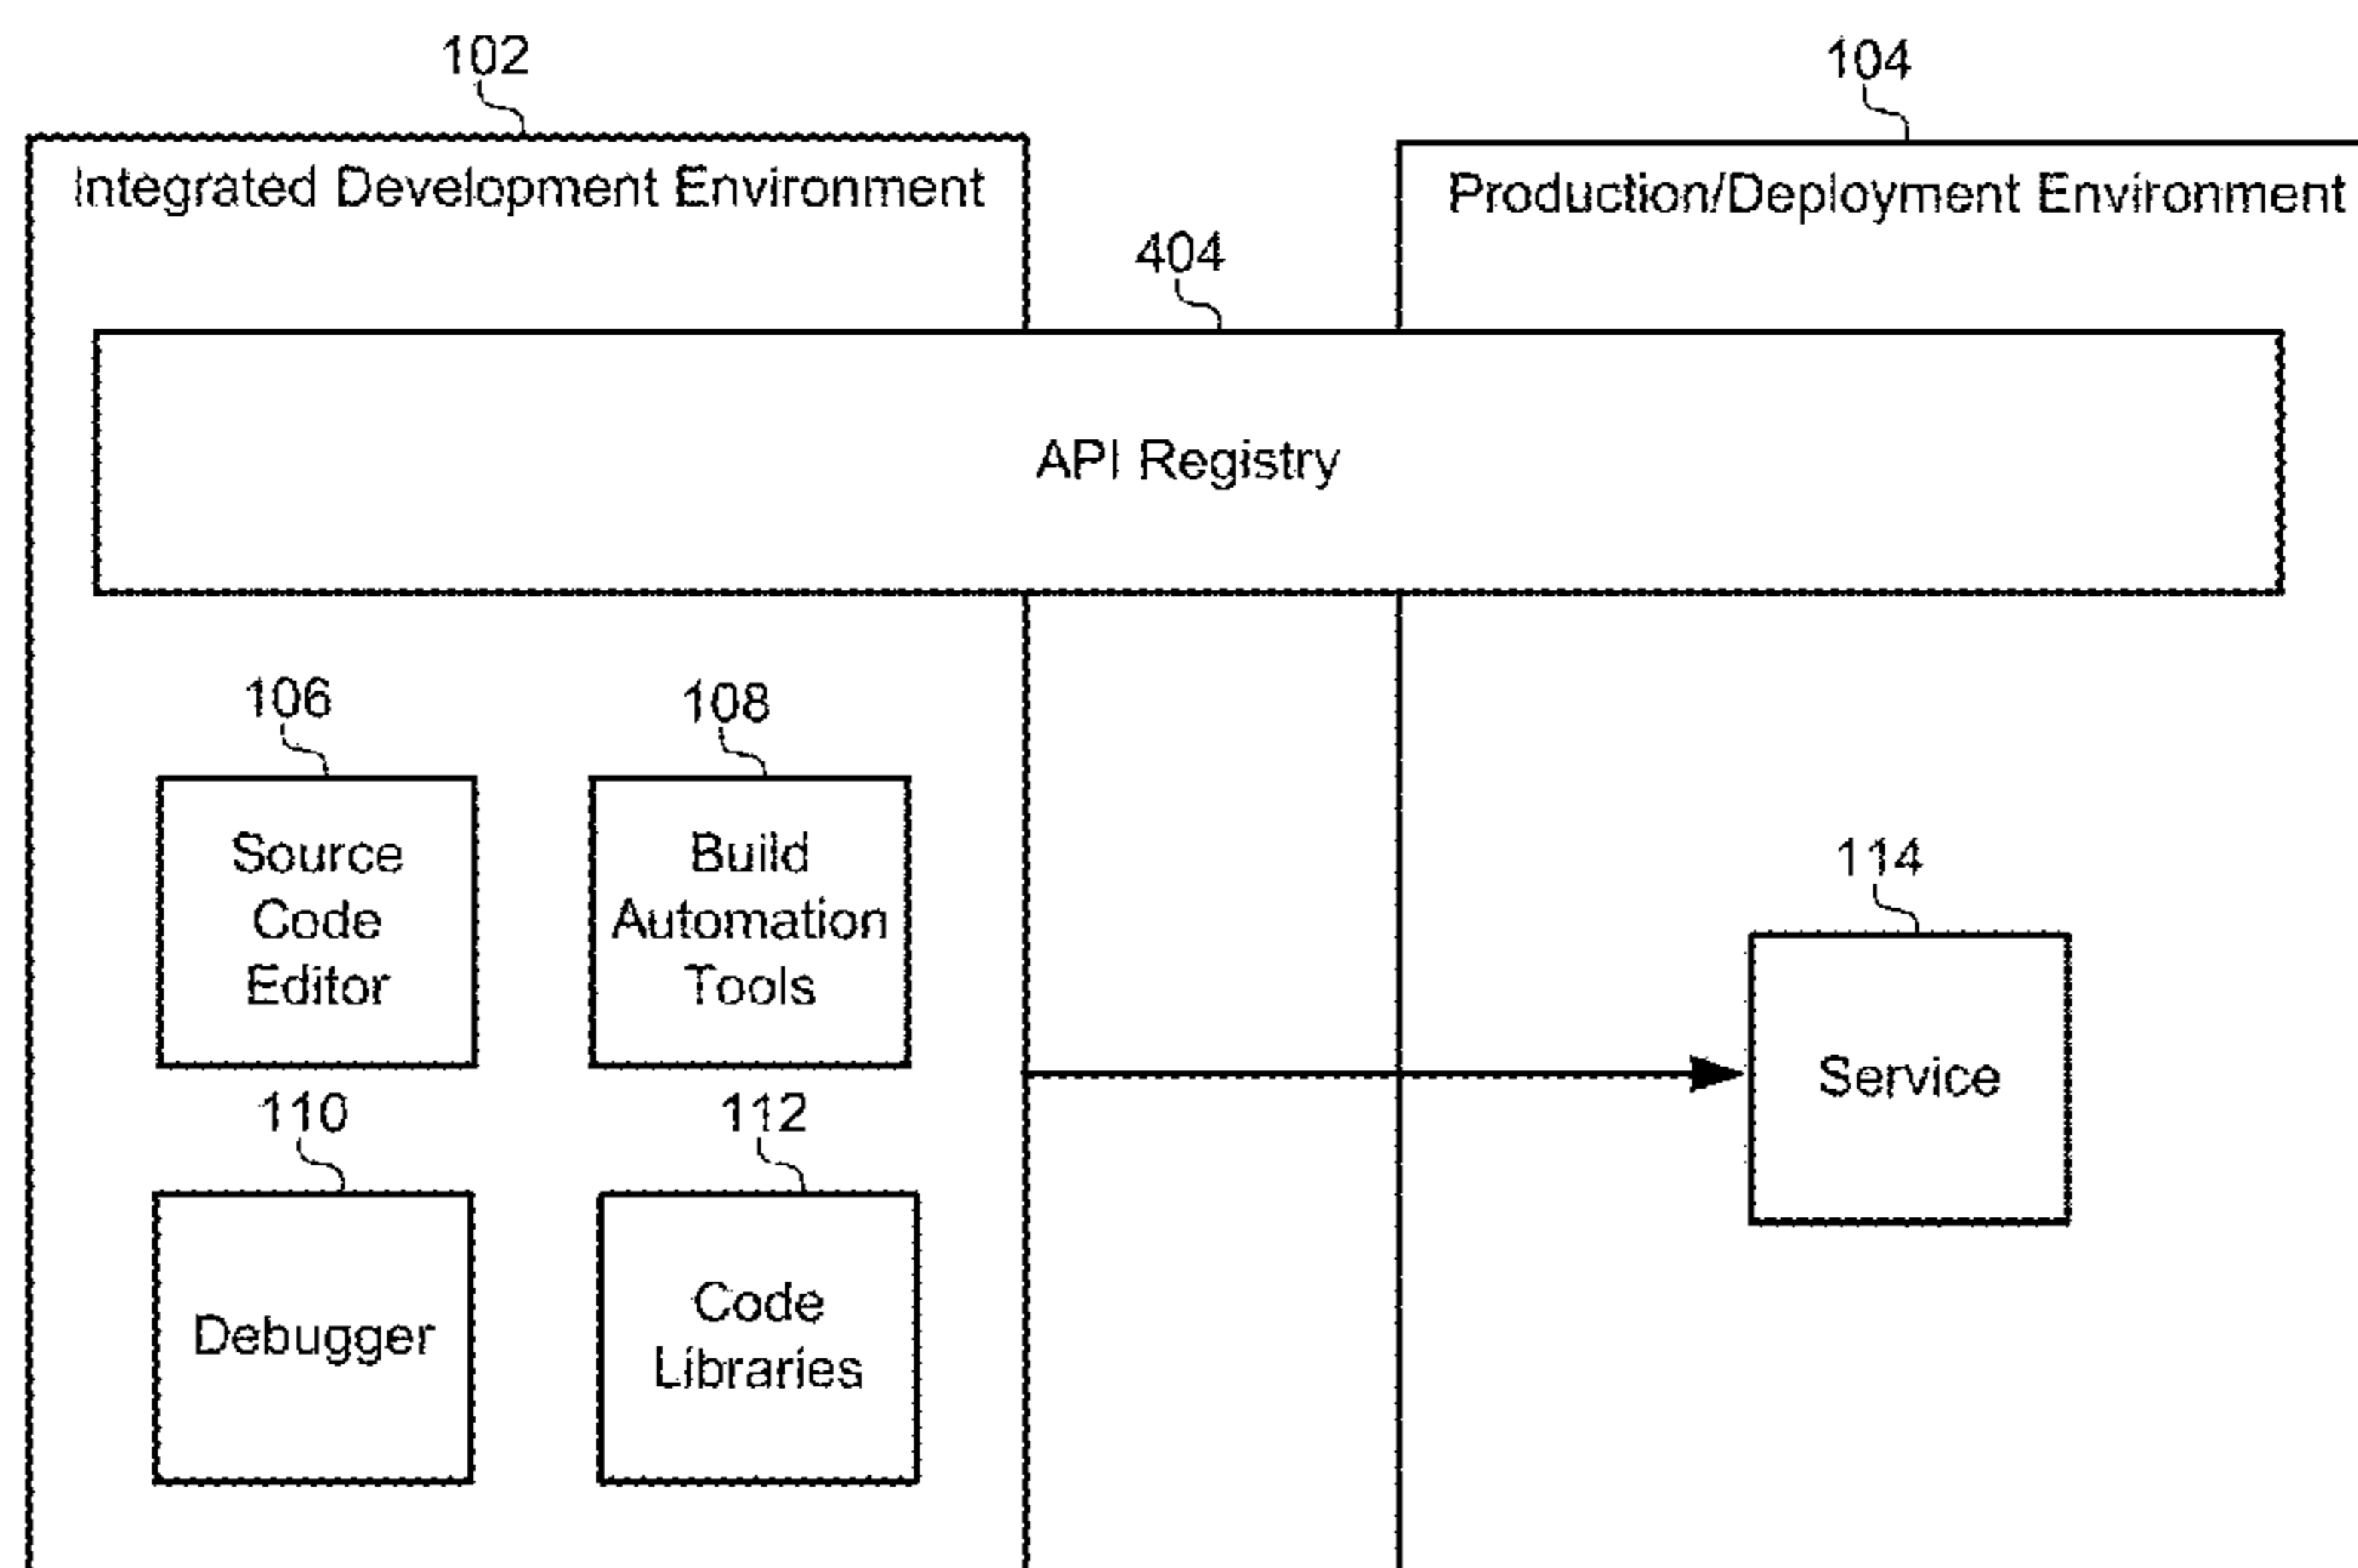 102
104
Integrated Development Environment
Production/Deployment Environment
404
API Registry
106
108
Source
Code
Editor
Build
Automation
Tools
114
Service
110
112
Debugger
Code
Libraries